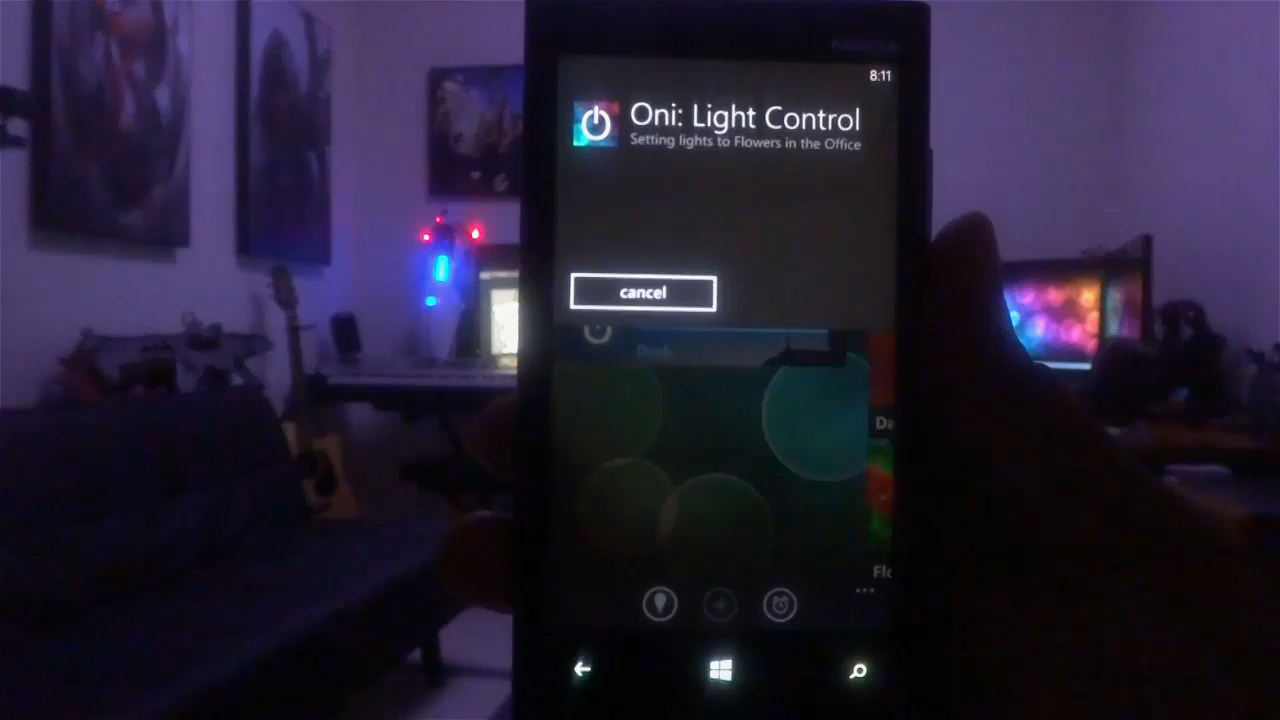 8:11
Oni: Light Control
Setting lights to Flowers in the Office
cancel
Da
Flo